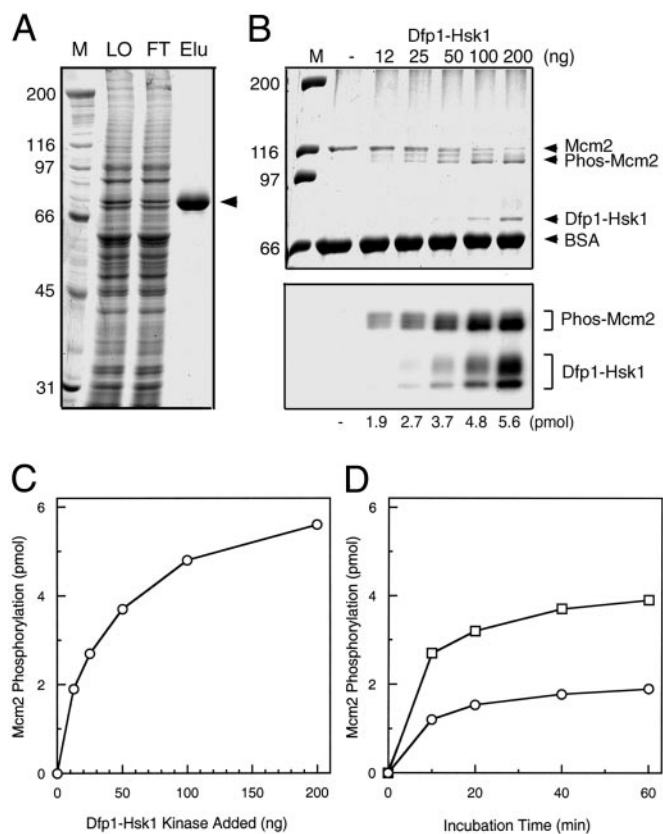 A
M LO FT Elu
200
116
97
66
45
31
B
Dfp1-Hsk1
M - 12 25 50 100 200 (ng)
200
116
97
66
Mcm2
Phos-Mcm2
Dfp1-Hsk1
BSA
Phos-Mcm2
Dfp1-Hsk1
- 1.9 2.7 3.7 4.8 5.6 (pmol)
C
Mcm2 Phosphorylation (pmol)
6
4
2
0
0 50 100 150 200
Dfp1-Hsk1 Kinase Added (ng)
D
Mcm2 Phosphorylation (pmol)
6
4
2
0
0 20 40 60
Incubation Time (min)